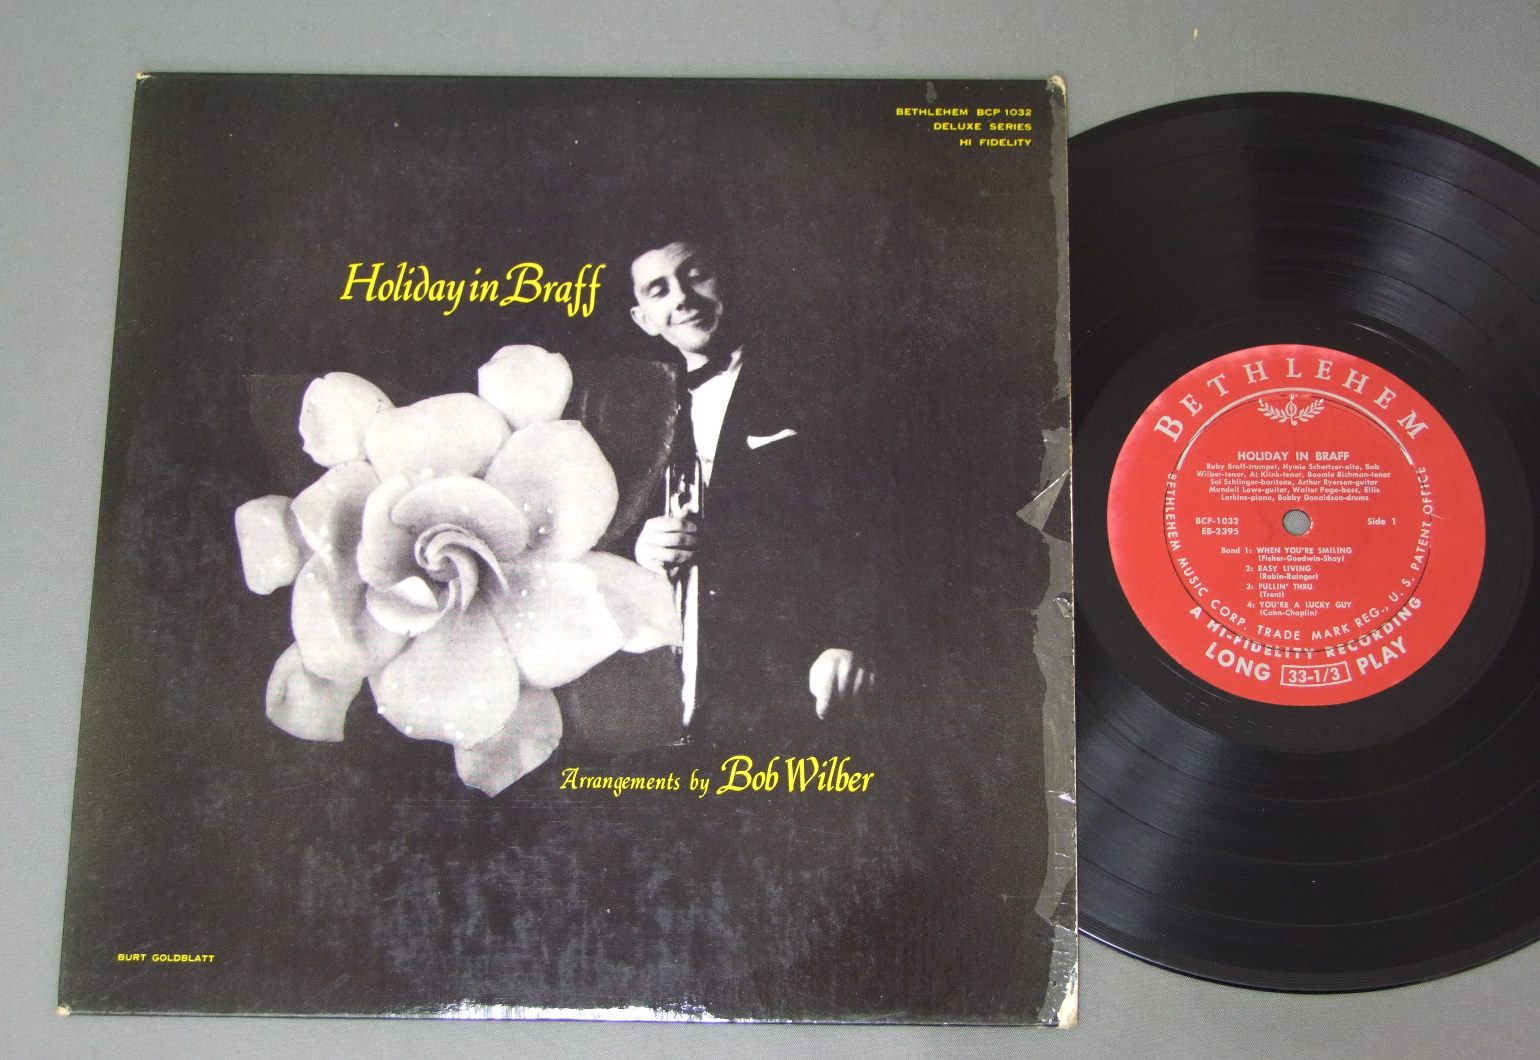 BETHLEHEM BCP 1032
DELUXE SERIES
HI FIDELITY
Holiday in Braff
Arrangements by Bob Wilber
BURT GOLDBLATT
BETHLEHEM
HOLIDAY IN BRAFF
Ruby Braff-trumpet, Hymie Schertzer-alto, Bob
Wilber-tenor, Al Klink-tenor, Boomie Richman-tenor
Sol Schlinger-baritone, Arthur Ryerson-guitar
Mundell Lowe-guitar, Walter Page-bass, Ellis
Larkins-piano, Bobby Donaldson-drums
BCP-1032
EB-2395
Side 1
Band 1: WHEN YOU'RE SMILING
(Fisher-Goodwin-Shay)
2: EASY LIVING
(Robin-Rainger)
3: PULLIN' THRU
(Trent)
4: YOU'RE A LUCKY GUY
(Cahn-Chaplin)
BETHLEHEM MUSIC CORP. TRADE MARK REG., U. S. PATENT OFFICE
A HI-FIDELITY RECORDING
LONG 33-1/3 PLAY